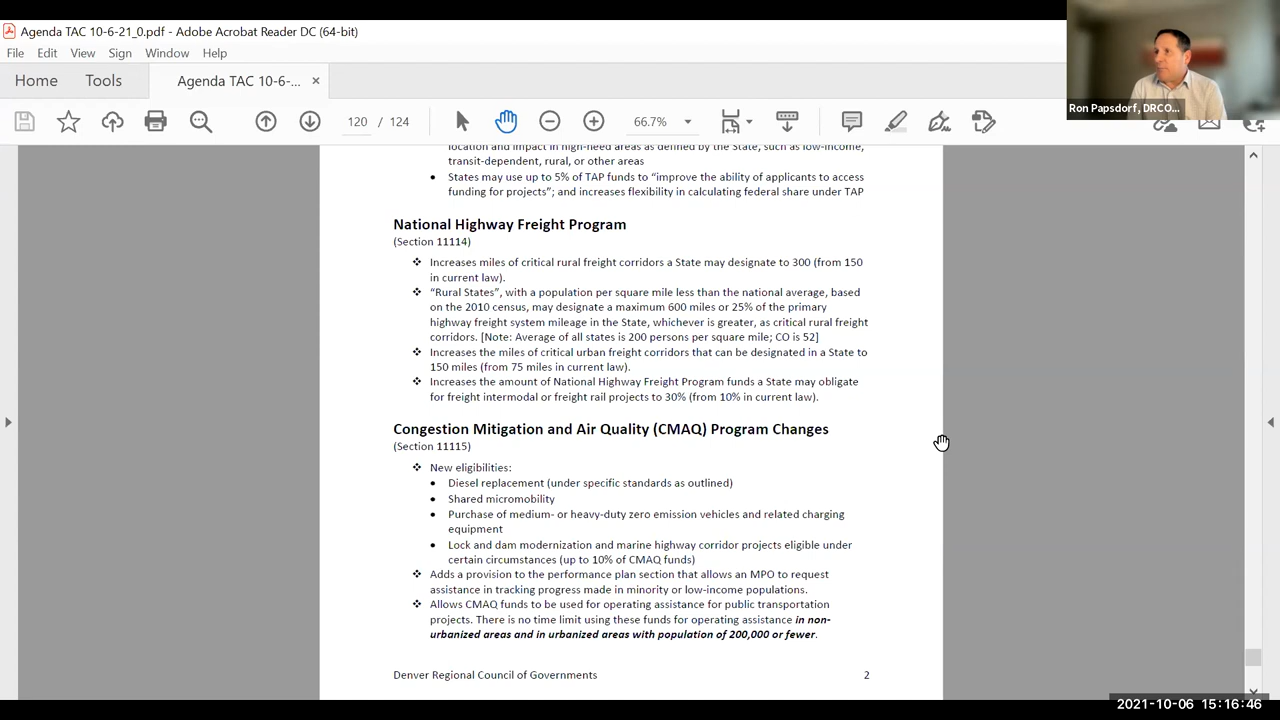 Agenda TAC 10-6-21_0.pdf - Adobe Acrobat Reader DC (64-bit)
File Edit View Sign Window Help
Home Tools Agenda TAC 10-6-... ×
120 / 124 66.7%
Ron Papsdorf, DRCO...
location and impact in high-need areas as defined by the State, such as low-income,
transit-dependent, rural, or other areas
• States may use up to 5% of TAP funds to “improve the ability of applicants to access
funding for projects”; and increases flexibility in calculating federal share under TAP
National Highway Freight Program
(Section 11114)
❖ Increases miles of critical rural freight corridors a State may designate to 300 (from 150
in current law).
❖ “Rural States”, with a population per square mile less than the national average, based
on the 2010 census, may designate a maximum 600 miles or 25% of the primary
highway freight system mileage in the State, whichever is greater, as critical rural freight
corridors. [Note: Average of all states is 200 persons per square mile; CO is 52]
❖ Increases the miles of critical urban freight corridors that can be designated in a State to
150 miles (from 75 miles in current law).
❖ Increases the amount of National Highway Freight Program funds a State may obligate
for freight intermodal or freight rail projects to 30% (from 10% in current law).
Congestion Mitigation and Air Quality (CMAQ) Program Changes
(Section 11115)
❖ New eligibilities:
• Diesel replacement (under specific standards as outlined)
• Shared micromobility
• Purchase of medium- or heavy-duty zero emission vehicles and related charging
equipment
• Lock and dam modernization and marine highway corridor projects eligible under
certain circumstances (up to 10% of CMAQ funds)
❖ Adds a provision to the performance plan section that allows an MPO to request
assistance in tracking progress made in minority or low-income populations.
❖ Allows CMAQ funds to be used for operating assistance for public transportation
projects. There is no time limit using these funds for operating assistance in non-
urbanized areas and in urbanized areas with population of 200,000 or fewer.
Denver Regional Council of Governments 2
2021-10-06 15:16:46